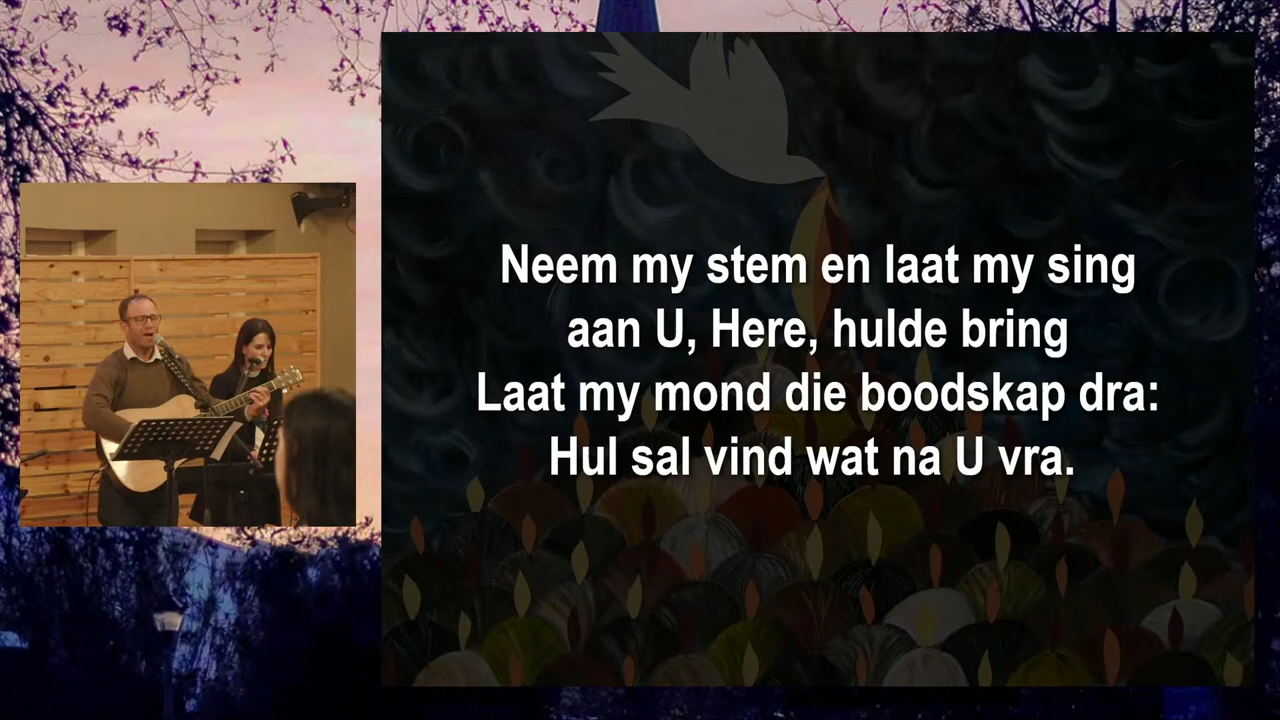 Neem my stem en laat my sing
aan U, Here, hulde bring
Laat my mond die boodskap dra:
Hul sal vind wat na U vra.